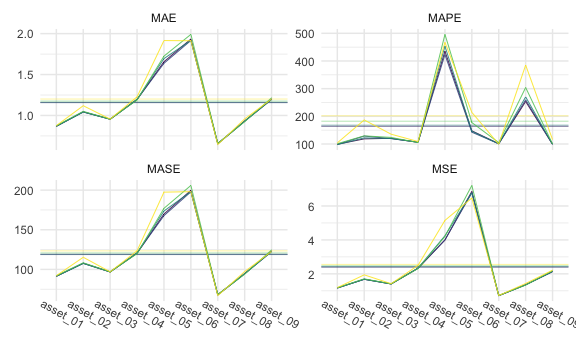 MAE
MAPE
2.0
1.5
1.0
500
400
300
200
100
MASE
MSE
200
150
100
6
4
2
asset_01
asset_02
asset_03
asset_04
asset_05
asset_06
asset_07
asset_08
asset_09
asset_01
asset_02
asset_03
asset_04
asset_05
asset_06
asset_07
asset_08
asset_09